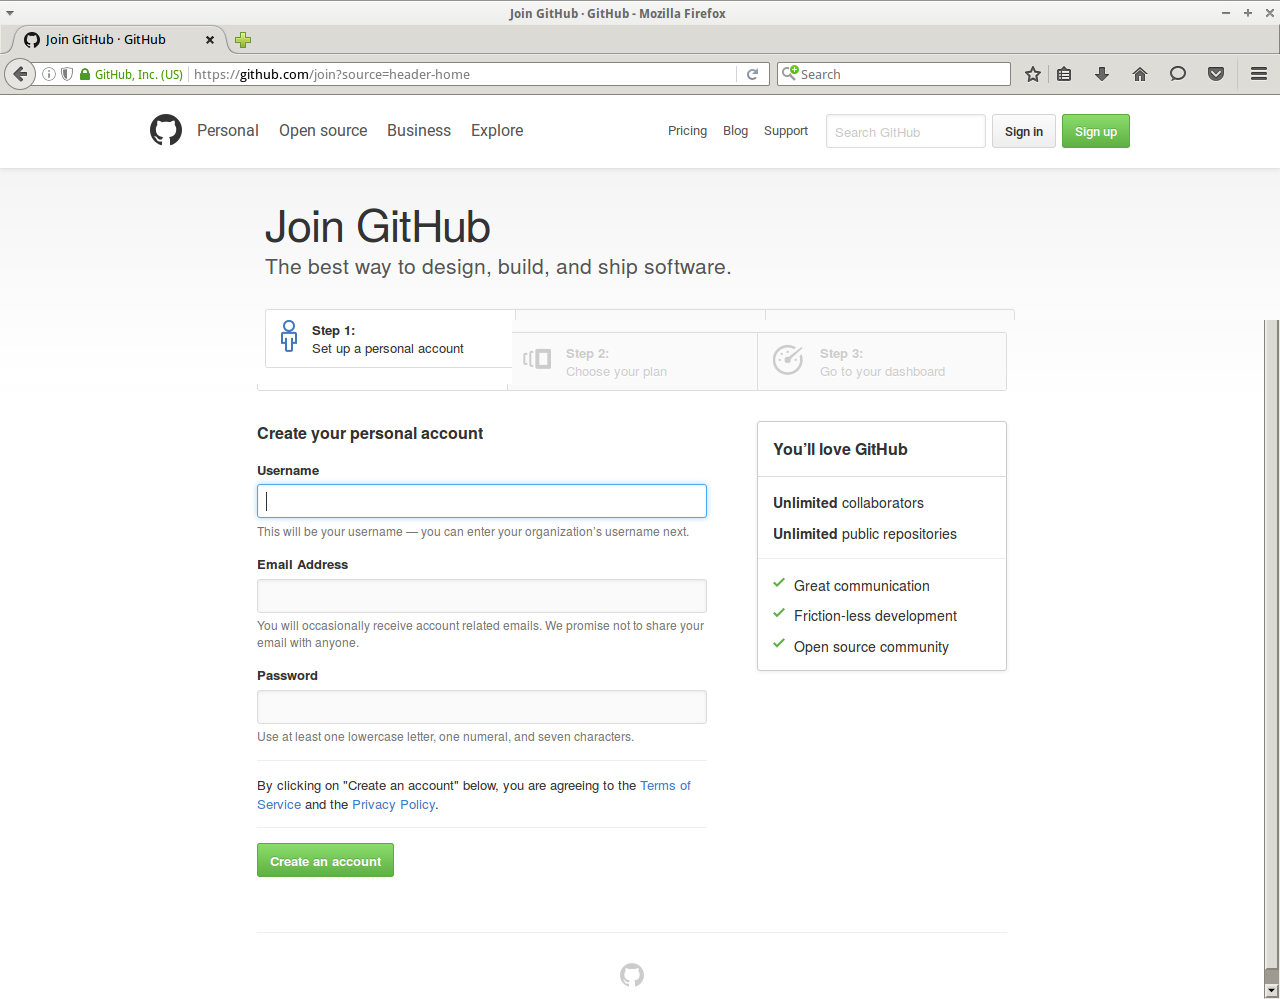 Join GitHub · GitHub - Mozilla Firefox
Join GitHub · GitHub
GitHub, Inc. (US)
https://github.com/join?source=header-home
Search
Personal
Open source
Business
Explore
Pricing
Blog
Support
Search GitHub
Sign in
Sign up
Join GitHub
The best way to design, build, and ship software.
Step 1:
Set up a personal account
Step 2:
Choose your plan
Step 3:
Go to your dashboard
Create your personal account
Username
This will be your username — you can enter your organization’s username next.
Email Address
You will occasionally receive account related emails. We promise not to share your
email with anyone.
Password
Use at least one lowercase letter, one numeral, and seven characters.
By clicking on "Create an account" below, you are agreeing to the Terms of
Service and the Privacy Policy.
Create an account
You’ll love GitHub
Unlimited collaborators
Unlimited public repositories
Great communication
Friction-less development
Open source community